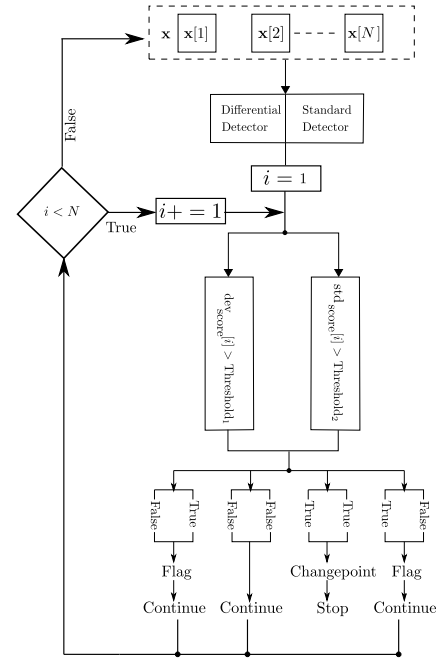 x x[1] x[2] x[N]
Differential Standard
Detector Detector
i = 1
False
i < N
i+ = 1
True
dev score[i] > Threshold1
std score[i] > Threshold2
False True False False True True True False
Flag Changepoint Flag
Continue Continue Stop Continue